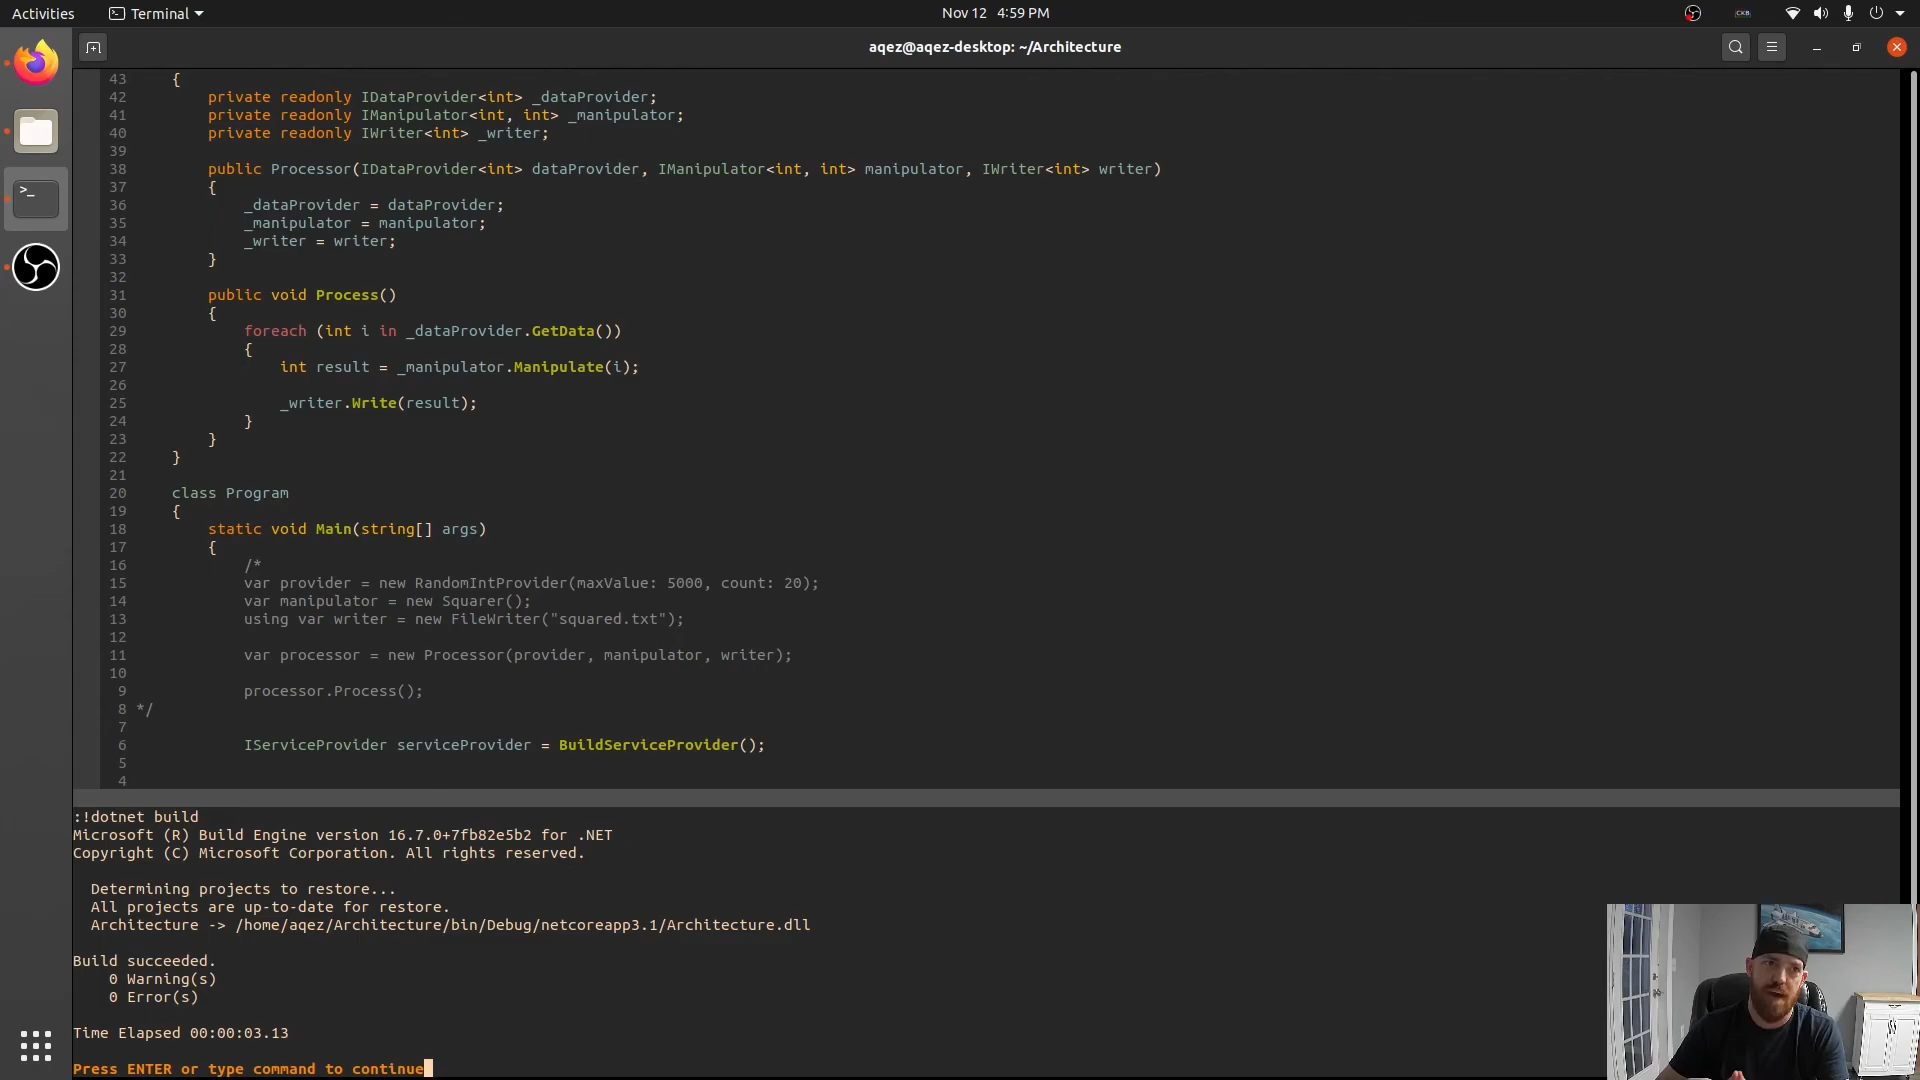 Activities
Terminal
Nov 12 4:59 PM
CKB
aqez@aqez-desktop: ~/Architecture
43 {
42 private readonly IDataProvider<int> _dataProvider;
41 private readonly IManipulator<int, int> _manipulator;
40 private readonly IWriter<int> _writer;
39
38 public Processor(IDataProvider<int> dataProvider, IManipulator<int, int> manipulator, IWriter<int> writer)
37 {
36 _dataProvider = dataProvider;
35 _manipulator = manipulator;
34 _writer = writer;
33 }
32
31 public void Process()
30 {
29 foreach (int i in _dataProvider.GetData())
28 {
27 int result = _manipulator.Manipulate(i);
26
25 _writer.Write(result);
24 }
23 }
22 }
21
20 class Program
19 {
18 static void Main(string[] args)
17 {
16 /*
15 var provider = new RandomIntProvider(maxValue: 5000, count: 20);
14 var manipulator = new Squarer();
13 using var writer = new FileWriter("squared.txt");
12
11 var processor = new Processor(provider, manipulator, writer);
10
9 processor.Process();
8 */
7
6 IServiceProvider serviceProvider = BuildServiceProvider();
5
4
:!dotnet build
Microsoft (R) Build Engine version 16.7.0+7fb82e5b2 for .NET
Copyright (C) Microsoft Corporation. All rights reserved.
Determining projects to restore...
All projects are up-to-date for restore.
Architecture -> /home/aqez/Architecture/bin/Debug/netcoreapp3.1/Architecture.dll
Build succeeded.
0 Warning(s)
0 Error(s)
Time Elapsed 00:00:03.13
Press ENTER or type command to continue